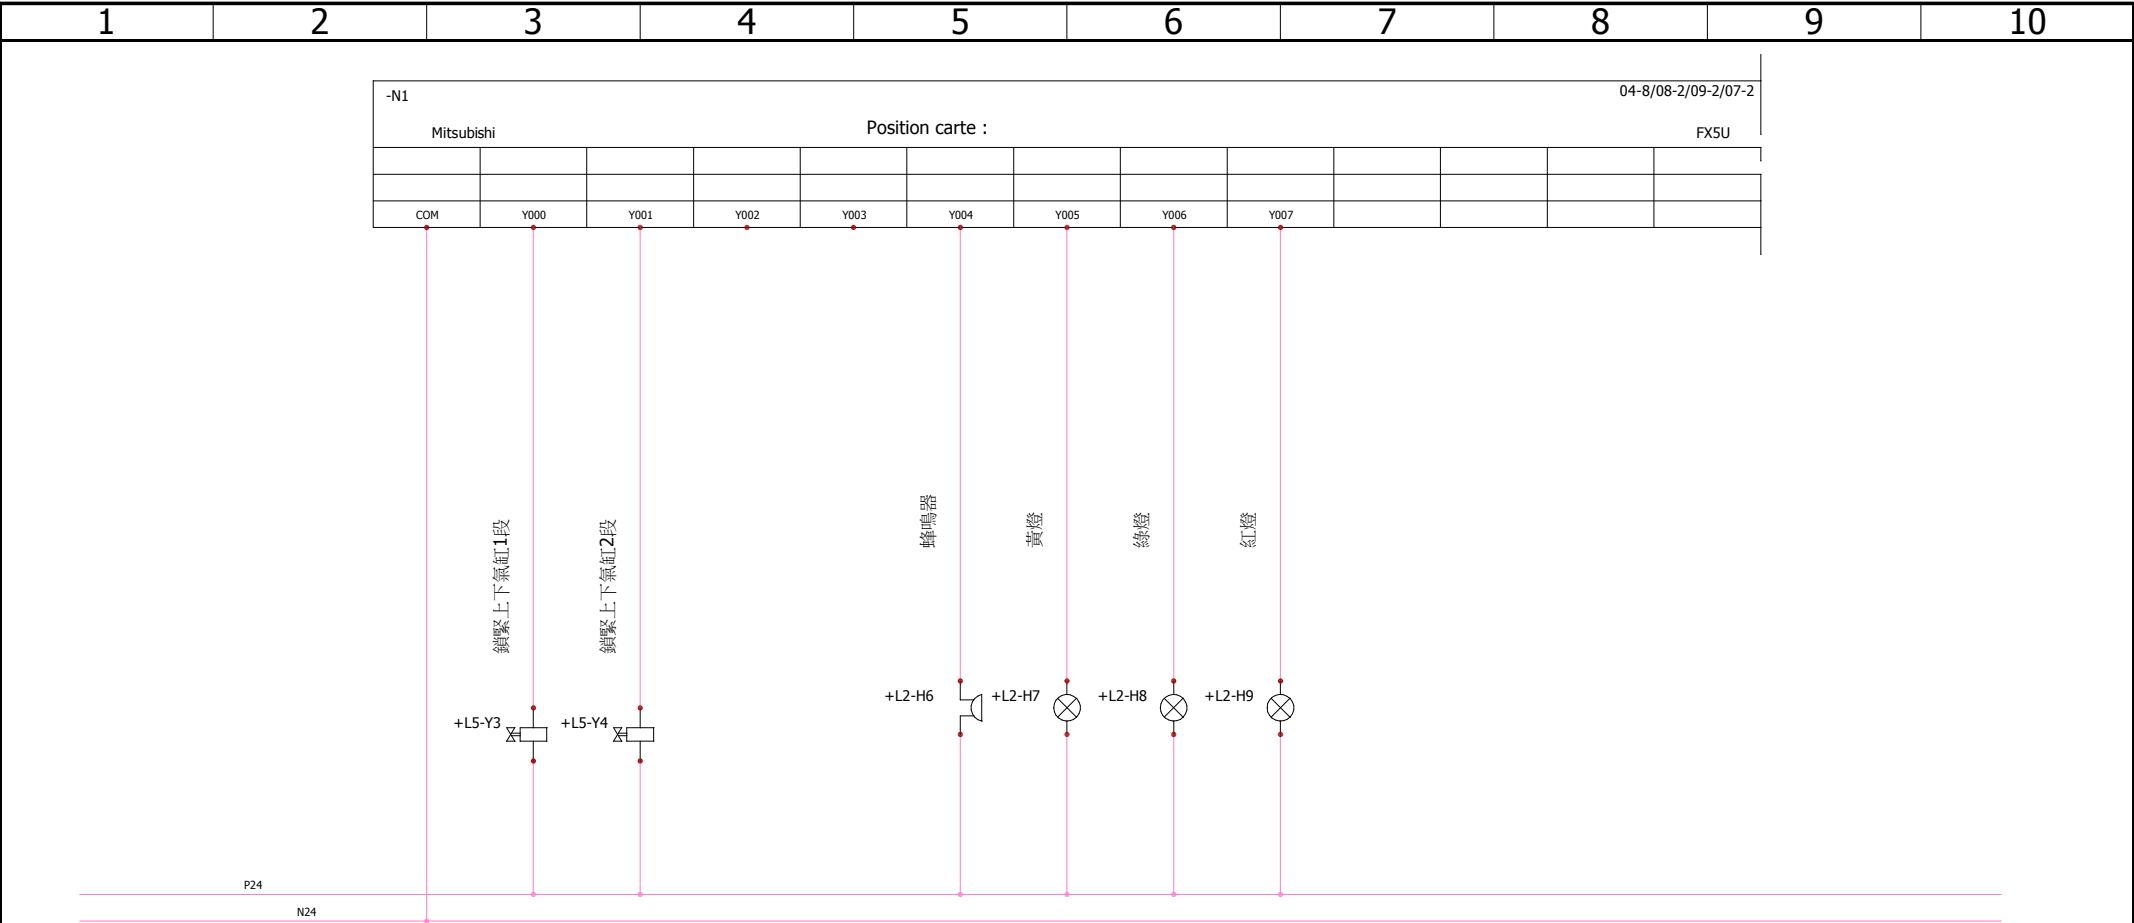 1 2 3 4 5 6 7 8 9 10
-N1 04-8/08-2/09-2/07-2
Mitsubishi Position carte : FX5U
COM Y000 Y001 Y002 Y003 Y004 Y005 Y006 Y007
鎖緊上下氣缸1段
鎖緊上下氣缸2段
蜂鳴器
黃燈
綠燈
紅燈
+L2-H6 +L2-H7 +L2-H8 +L2-H9
+L5-Y3 +L5-Y4
P24
N24